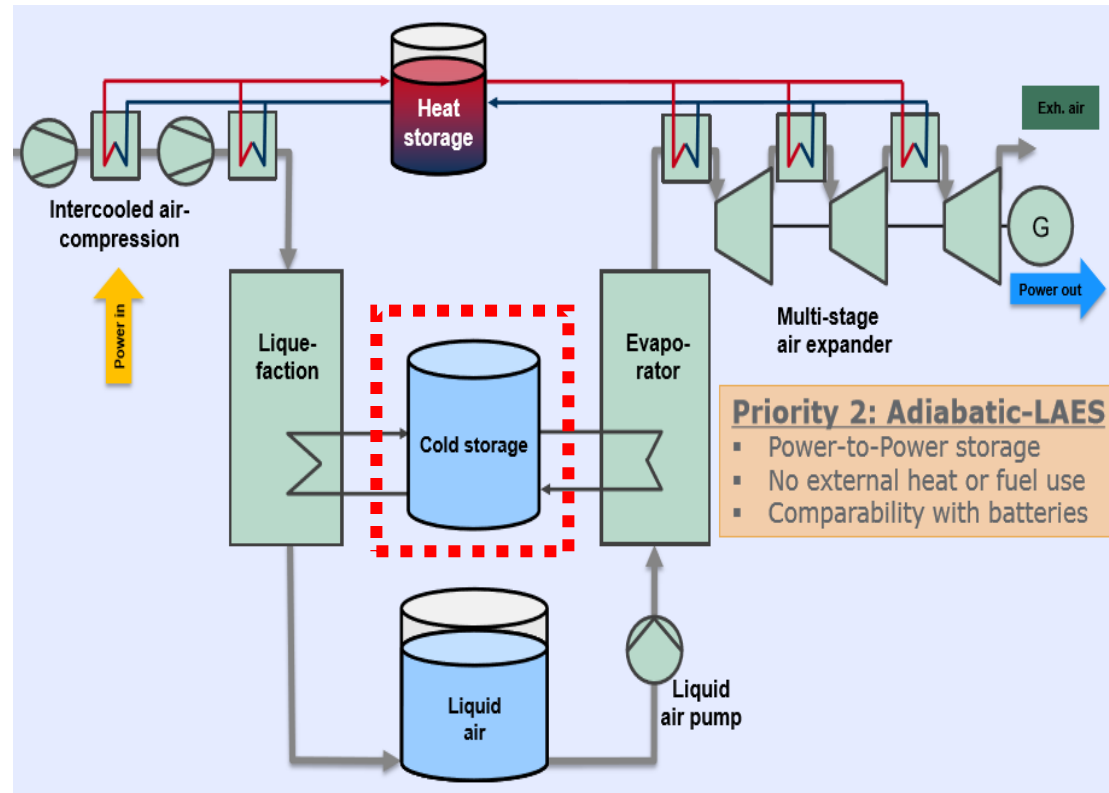 Heat
storage
Exh. air
Intercooled air-
compression
G
Power in
Power out
Lique-
faction
Evapo-
rator
Multi-stage
air expander
Cold storage
Priority 2: Adiabatic-LAES
▪ Power-to-Power storage
▪ No external heat or fuel use
▪ Comparability with batteries
Liquid
air
Liquid
air pump